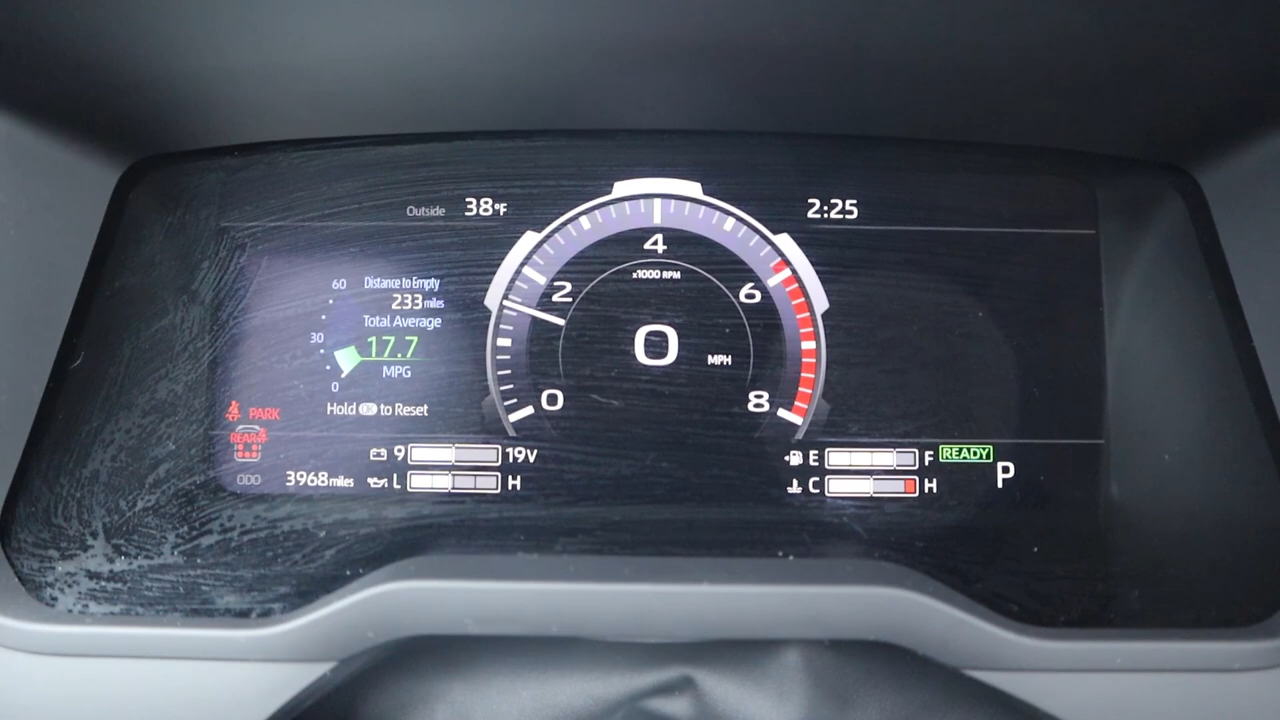 Outside 38°F
2:25
60 Distance to Empty
233 miles
Total Average
30 17.7
MPG
0
Hold OK to Reset
4
x1000 RPM
2 6
0 MPH
0 8
PARK
REAR
9 19V
ODO 3968 miles
L H
E F READY
C H
P